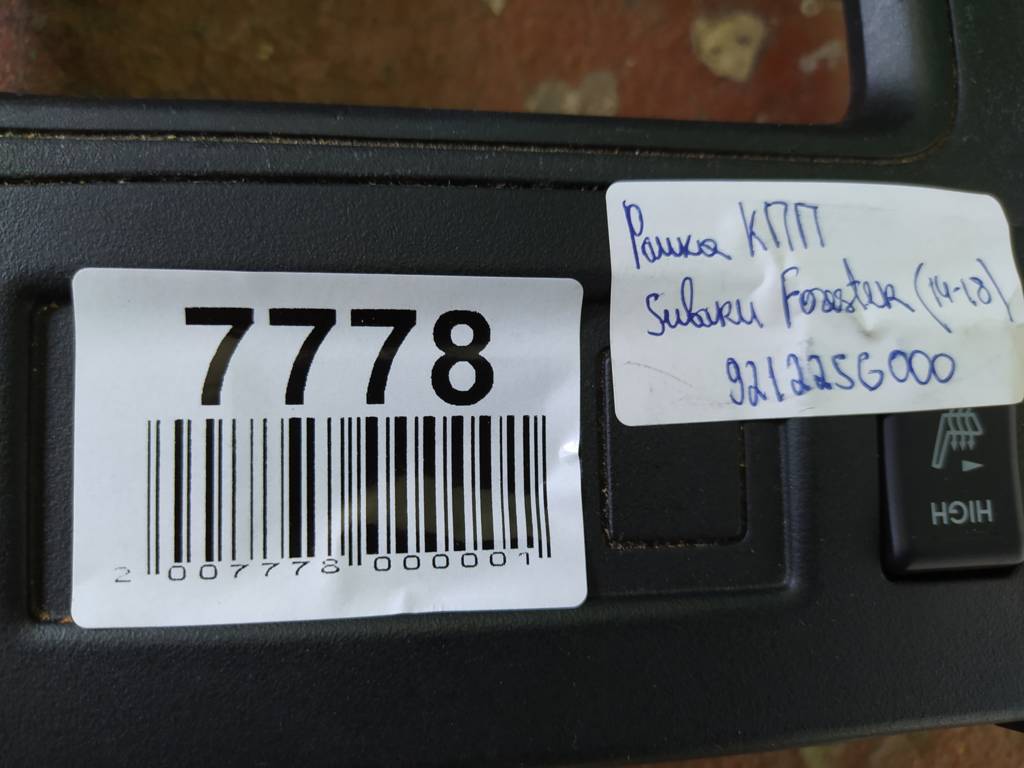 7778
2 007778 000001
Рамка КПП
Subaru Forester (14-18)
92122SG000
HIGH